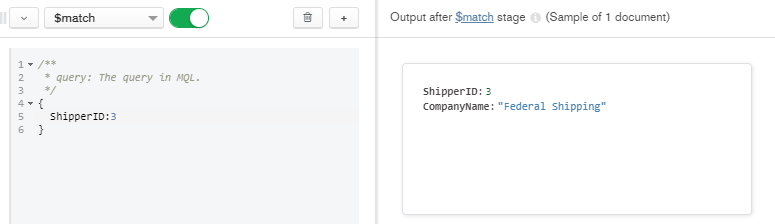 $match
+
Output after $match stage (Sample of 1 document)
1 /**
2 * query: The query in MQL.
3 */
4 {
5 ShipperID:3
6 }
ShipperID: 3
CompanyName: "Federal Shipping"